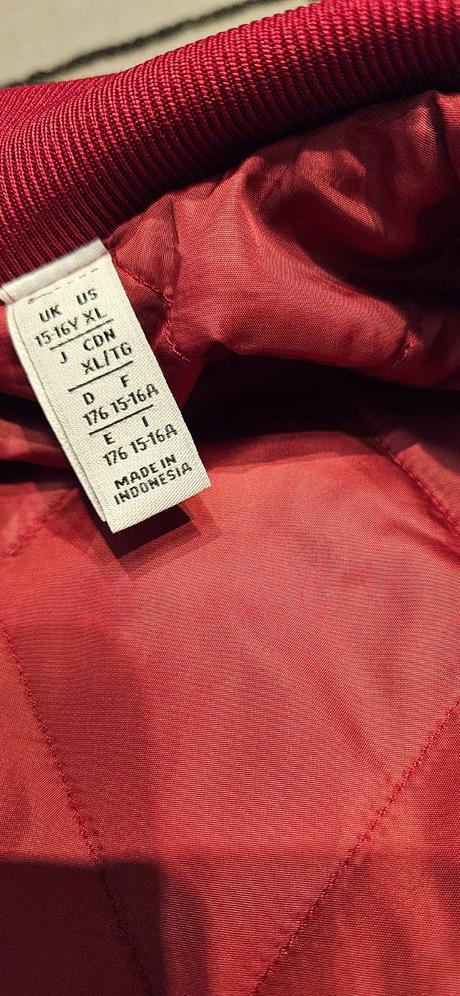 UK US
15-16Y XL
J CDN
XL/TG
D F
176 15-16A
E I
176 15-16A
MADE IN
INDONESIA